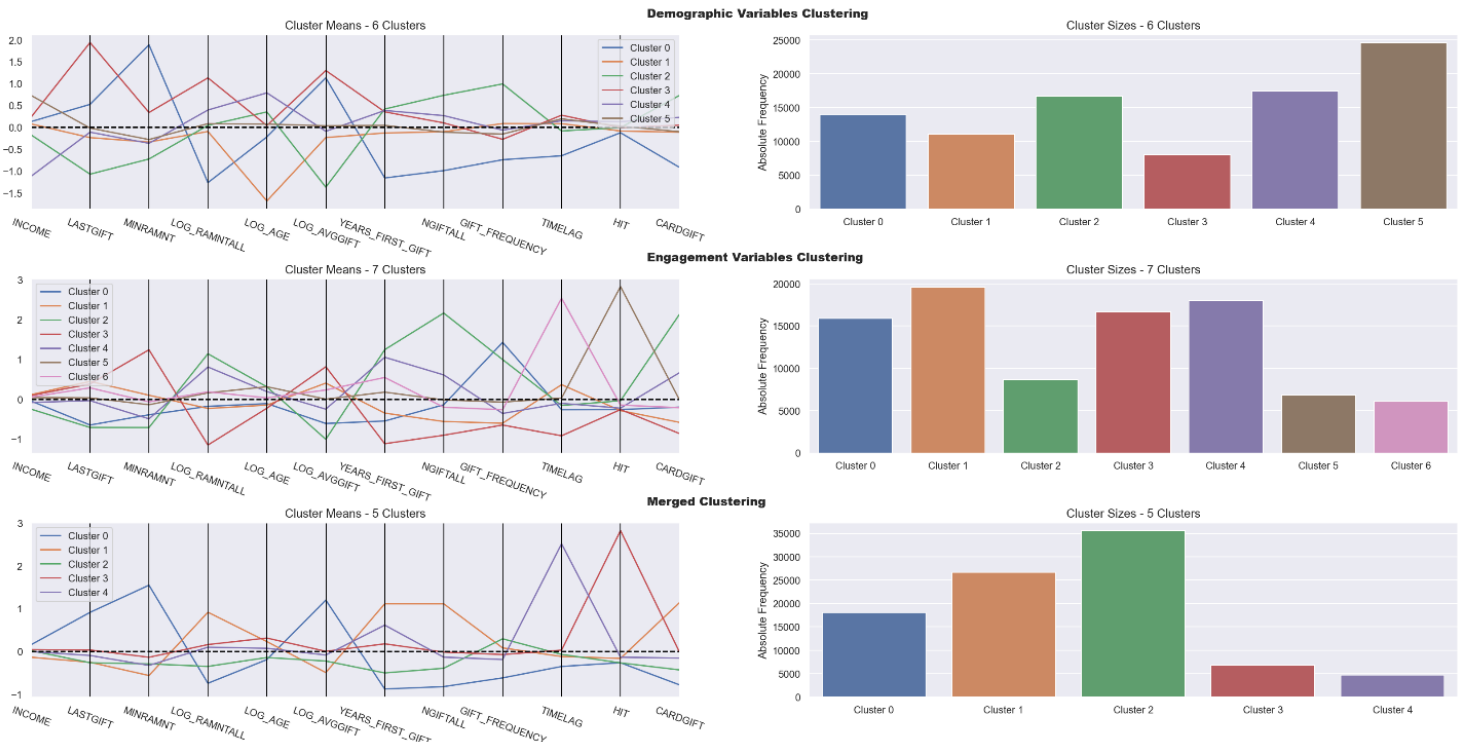 Demographic Variables Clustering
Cluster Means - 6 Clusters
2.0
1.5
1.0
0.5
0.0
−0.5
−1.0
−1.5
Cluster 0
Cluster 1
Cluster 2
Cluster 3
Cluster 4
Cluster 5
INCOME
LASTGIFT
MINRAMNT
LOG_RAMNTALL
LOG_AGE
LOG_AVGGIFT
YEARS_FIRST_GIFT
NGIFTALL
GIFT_FREQUENCY
TIMELAG
HIT
CARDGIFT
Cluster Sizes - 6 Clusters
Absolute Frequency
25000
20000
15000
10000
5000
0
Cluster 0
Cluster 1
Cluster 2
Cluster 3
Cluster 4
Cluster 5
Engagement Variables Clustering
Cluster Means - 7 Clusters
3
2
1
0
−1
Cluster 0
Cluster 1
Cluster 2
Cluster 3
Cluster 4
Cluster 5
Cluster 6
INCOME
LASTGIFT
MINRAMNT
LOG_RAMNTALL
LOG_AGE
LOG_AVGGIFT
YEARS_FIRST_GIFT
NGIFTALL
GIFT_FREQUENCY
TIMELAG
HIT
CARDGIFT
Cluster Sizes - 7 Clusters
Absolute Frequency
20000
15000
10000
5000
0
Cluster 0
Cluster 1
Cluster 2
Cluster 3
Cluster 4
Cluster 5
Cluster 6
Merged Clustering
Cluster Means - 5 Clusters
3
2
1
0
−1
Cluster 0
Cluster 1
Cluster 2
Cluster 3
Cluster 4
INCOME
LASTGIFT
MINRAMNT
LOG_RAMNTALL
LOG_AGE
LOG_AVGGIFT
YEARS_FIRST_GIFT
NGIFTALL
GIFT_FREQUENCY
TIMELAG
HIT
CARDGIFT
Cluster Sizes - 5 Clusters
Absolute Frequency
35000
30000
25000
20000
15000
10000
5000
0
Cluster 0
Cluster 1
Cluster 2
Cluster 3
Cluster 4